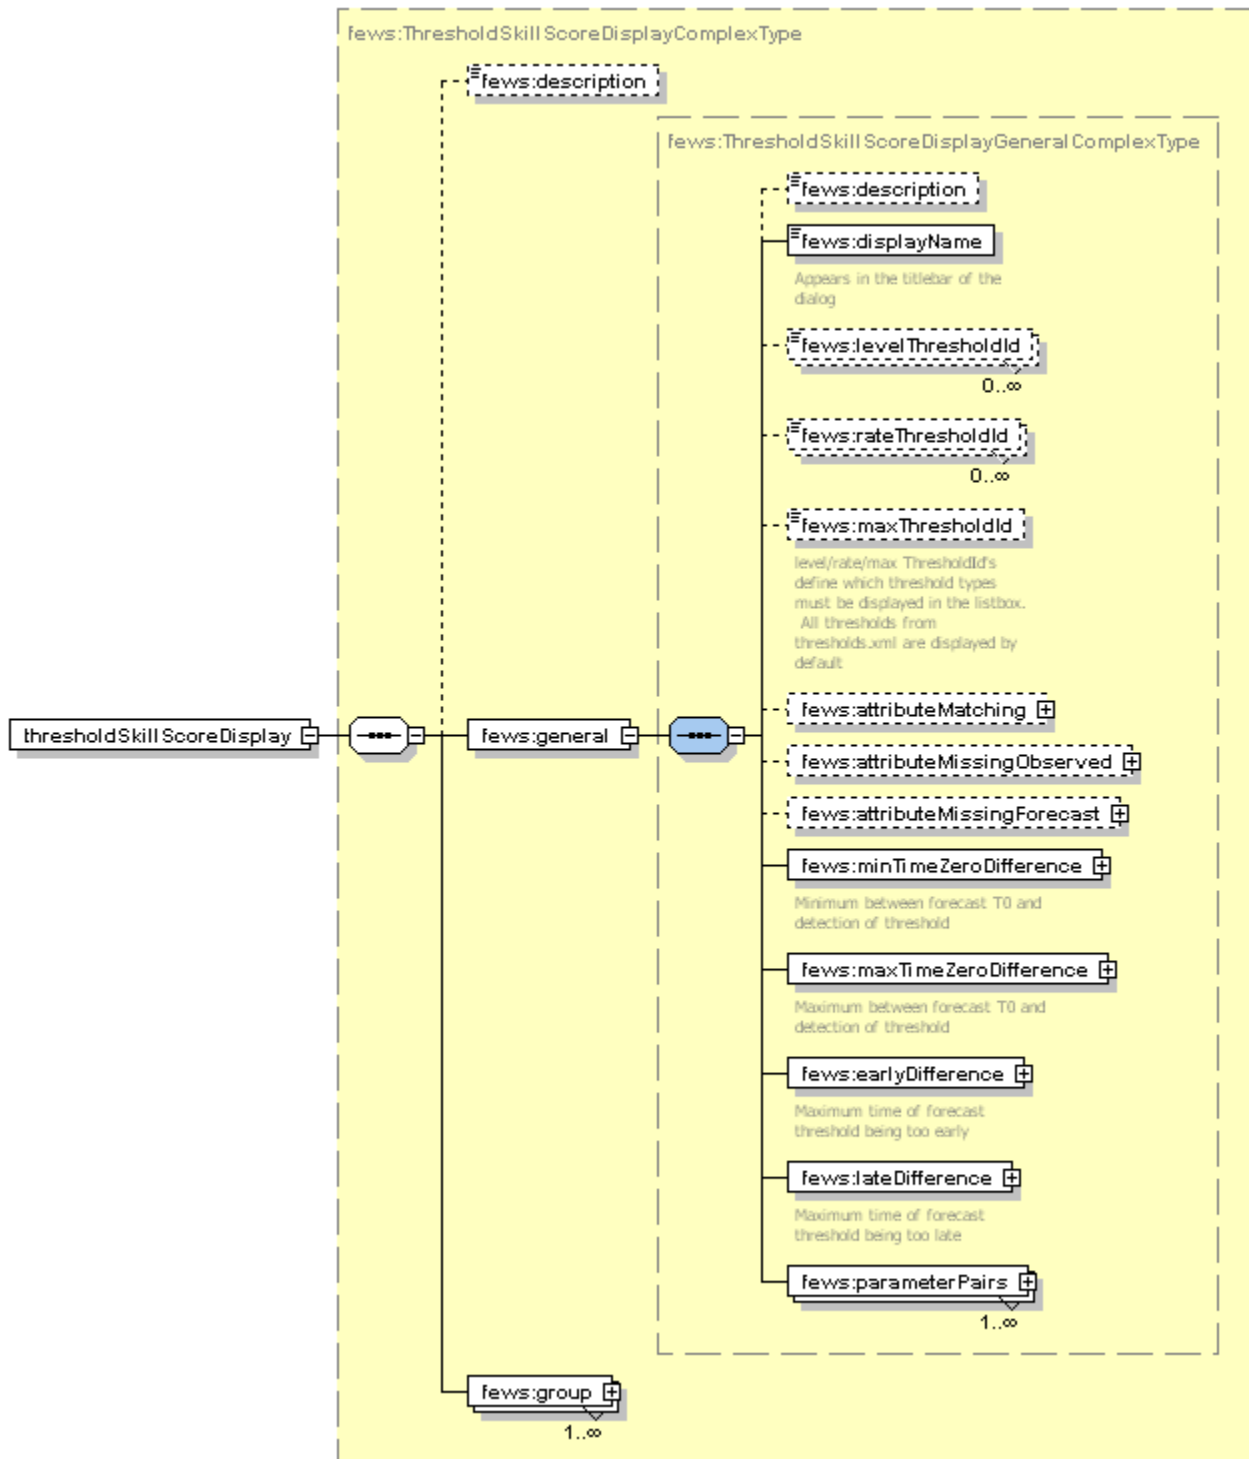 fews:ThresholdSkillScoreDisplayComplexType
fews:description
fews:ThresholdSkillScoreDisplayGeneralComplexType
fews:description
fews:displayName
Appears in the titlebar of the
dialog
fews:levelThresholdId
0..∞
fews:rateThresholdId
0..∞
fews:maxThresholdId
level/rate/max ThresholdId's
define which threshold types
must be displayed in the listbox.
All thresholds from
thresholds.xml are displayed by
default
thresholdSkillScoreDisplay
fews:general
fews:attributeMatching
fews:attributeMissingObserved
fews:attributeMissingForecast
fews:minTimeZeroDifference
Minimum between forecast T0 and
detection of threshold
fews:maxTimeZeroDifference
Maximum between forecast T0 and
detection of threshold
fews:earlyDifference
Maximum time of forecast
threshold being too early
fews:lateDifference
Maximum time of forecast
threshold being too late
fews:parameterPairs
1..∞
fews:group
1..∞